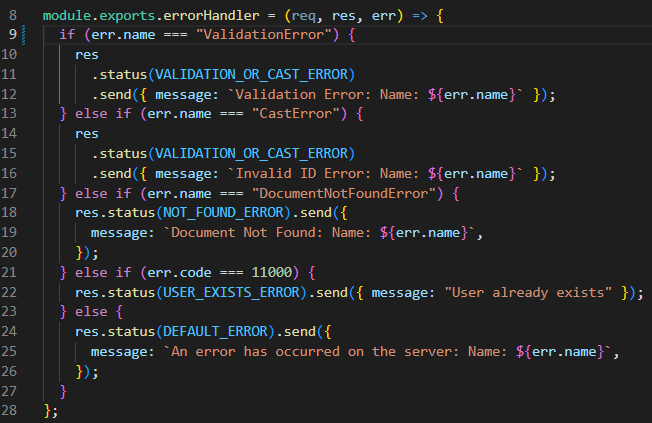 8 module.exports.errorHandler = (req, res, err) => {
9   if (err.name === "ValidationError") {
10     res
11       .status(VALIDATION_OR_CAST_ERROR)
12       .send({ message: `Validation Error: Name: ${err.name}` });
13   } else if (err.name === "CastError") {
14     res
15       .status(VALIDATION_OR_CAST_ERROR)
16       .send({ message: `Invalid ID Error: Name: ${err.name}` });
17   } else if (err.name === "DocumentNotFoundError") {
18     res.status(NOT_FOUND_ERROR).send({
19       message: `Document Not Found: Name: ${err.name}`,
20     });
21   } else if (err.code === 11000) {
22     res.status(USER_EXISTS_ERROR).send({ message: "User already exists" });
23   } else {
24     res.status(DEFAULT_ERROR).send({
25       message: `An error has occurred on the server: Name: ${err.name}`,
26     });
27   }
28 };